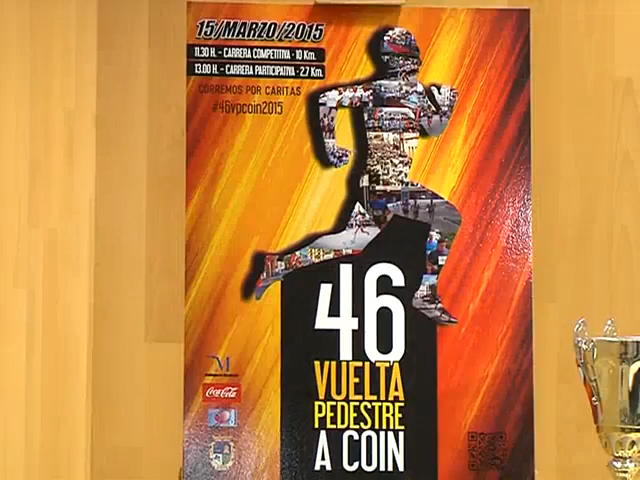 15/MARZO/2015
11.30 H. - CARRERA COMPETITIVA - 10 Km.
13.00 H. - CARRERA PARTICIPATIVA - 2.7 Km.
CORREMOS POR CARITAS
#46vpcoin2015
46
VUELTA
PEDESTRE
A COIN
M
Coca-Cola